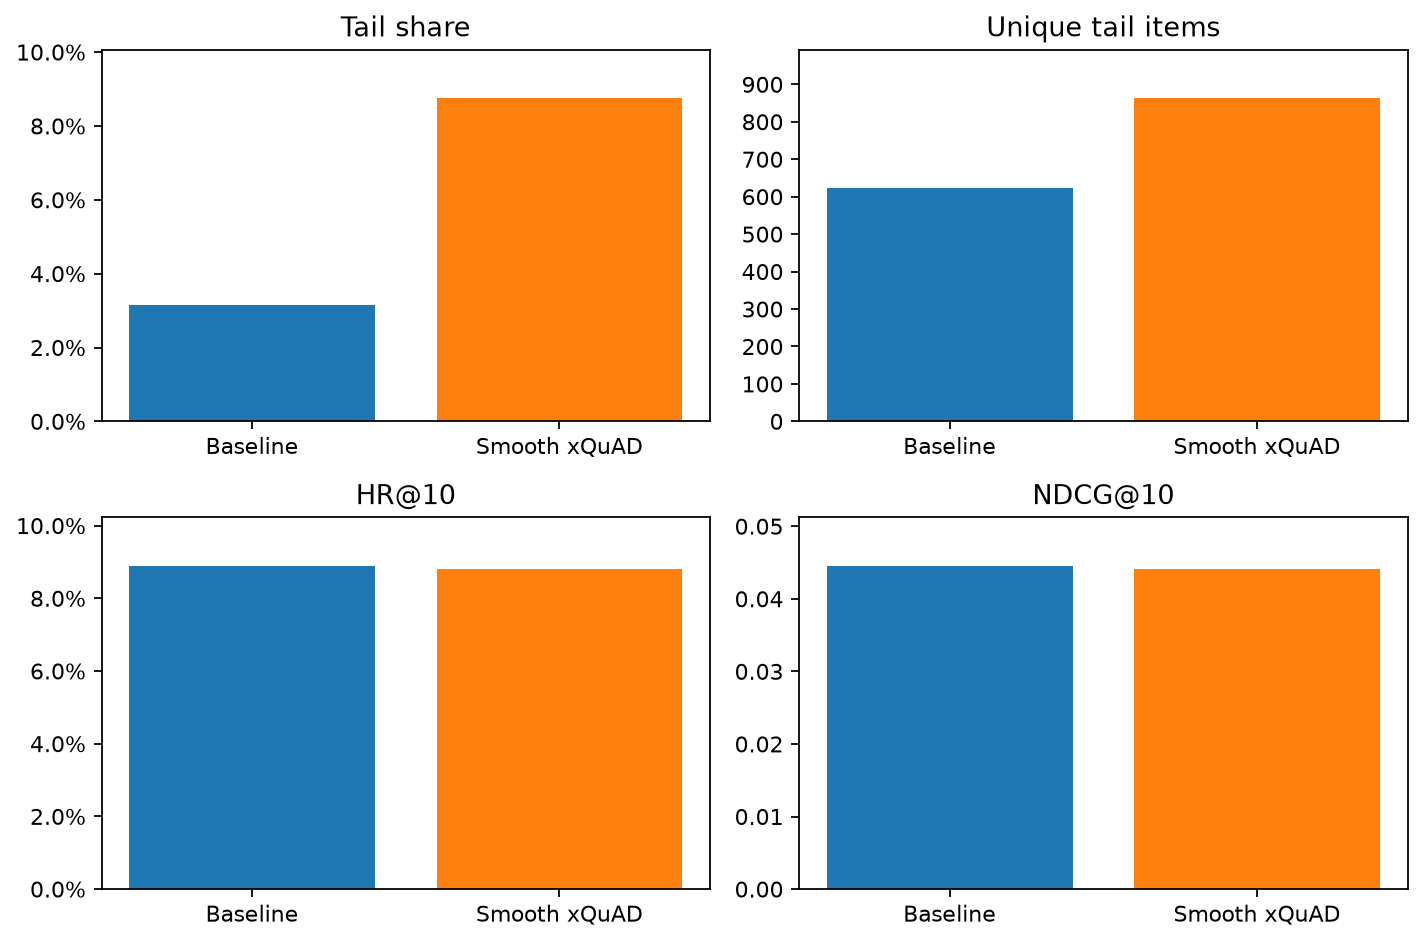 Tail share
10.0%
8.0%
6.0%
4.0%
2.0%
0.0%
Baseline
Smooth xQuAD
Unique tail items
900
800
700
600
500
400
300
200
100
0
Baseline
Smooth xQuAD
HR@10
10.0%
8.0%
6.0%
4.0%
2.0%
0.0%
Baseline
Smooth xQuAD
NDCG@10
0.05
0.04
0.03
0.02
0.01
0.00
Baseline
Smooth xQuAD